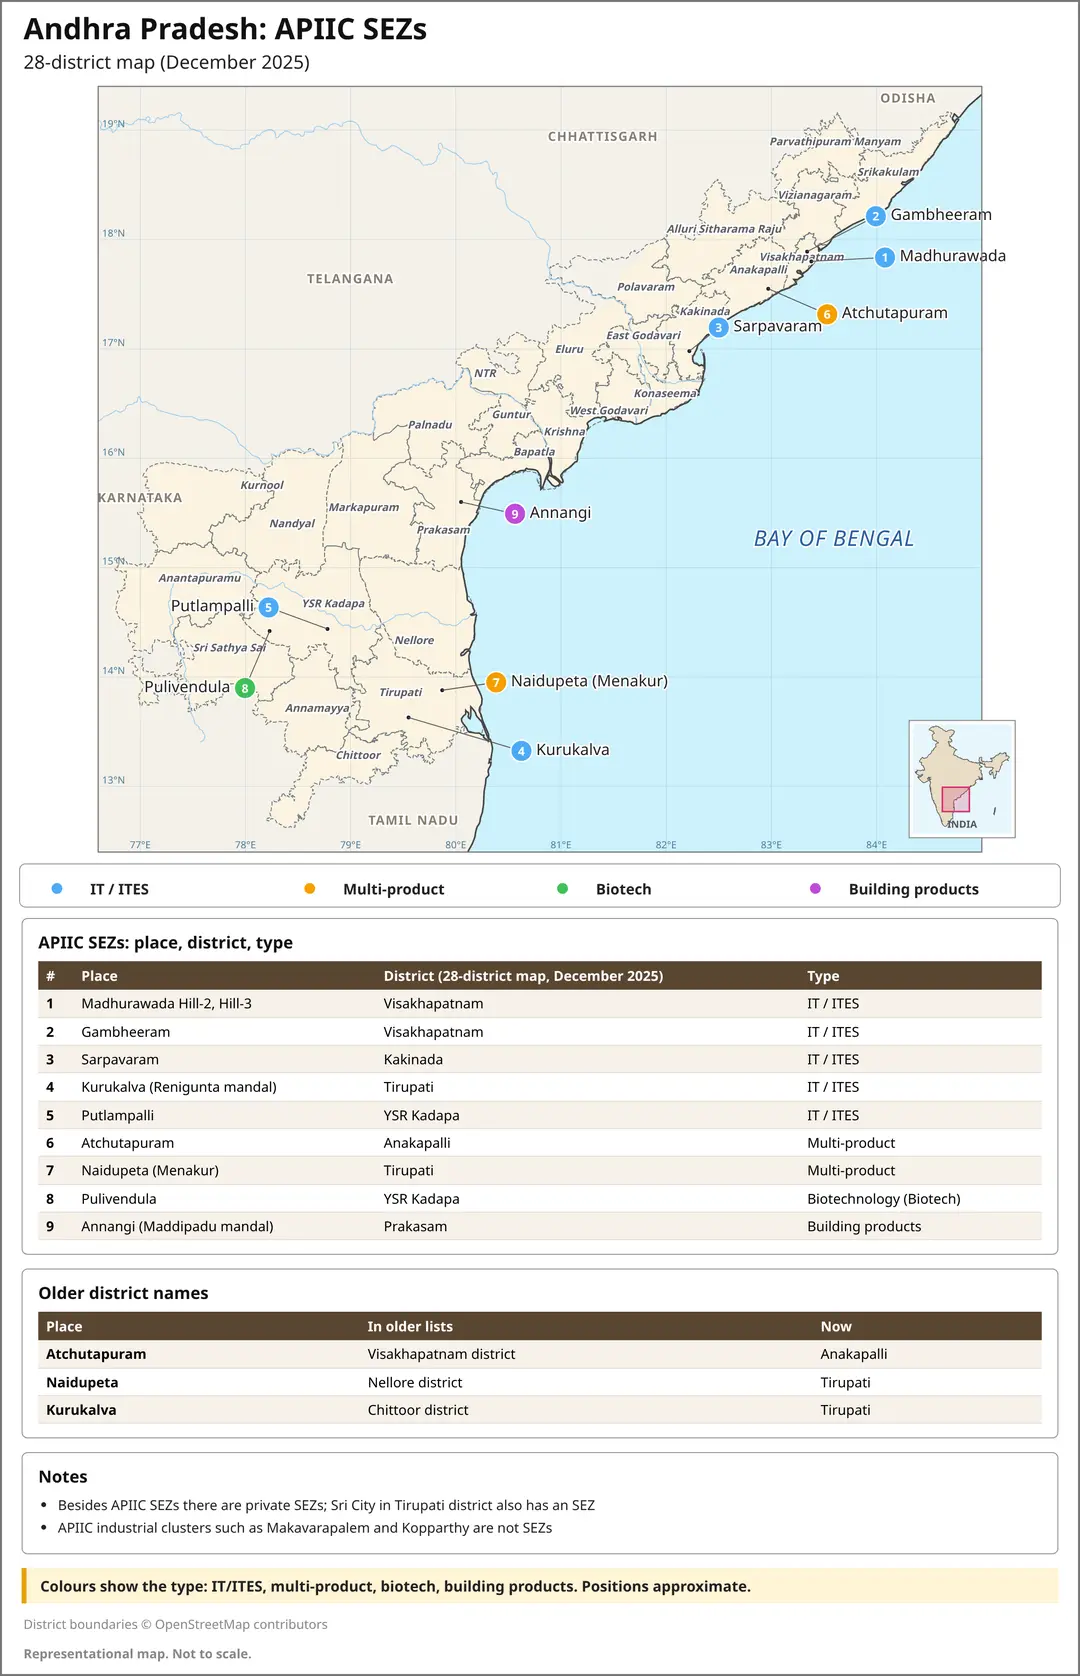 Andhra Pradesh: APIIC SEZs
28-district map (December 2025)
ODISHA
19°N
CHHATTISGARH
Parvathipuram Manyam
Srikakulam
Vizianagaram
2 Gambheeram
Alluri Sitharama Raju
18°N
Visakhapatnam
1 Madhurawada
Anakapalli
TELANGANA
Polavaram
Kakinada
6 Atchutapuram
3 Sarpavaram
East Godavari
17°N
Eluru
NTR
Konaseema
West Godavari
Guntur
Palnadu
Krishna
16°N
Bapatla
Kurnool
KARNATAKA
Markapuram
9 Annangi
Nandyal
Prakasam
BAY OF BENGAL
15°N
Anantapuramu
YSR Kadapa
Putlampalli 5
Nellore
Sri Sathya Sai
14°N
Naidupeta (Menakur)
7
Pulivendula 8
Tirupati
Annamayya
4 Kurukalva
Chittoor
13°N
TAMIL NADU
INDIA
77°E 78°E 79°E 80°E 81°E 82°E 83°E 84°E
IT / ITES Multi-product Biotech Building products
APIIC SEZs: place, district, type
# Place District (28-district map, December 2025) Type
1 Madhurawada Hill-2, Hill-3 Visakhapatnam IT / ITES
2 Gambheeram Visakhapatnam IT / ITES
3 Sarpavaram Kakinada IT / ITES
4 Kurukalva (Renigunta mandal) Tirupati IT / ITES
5 Putlampalli YSR Kadapa IT / ITES
6 Atchutapuram Anakapalli Multi-product
7 Naidupeta (Menakur) Tirupati Multi-product
8 Pulivendula YSR Kadapa Biotechnology (Biotech)
9 Annangi (Maddipadu mandal) Prakasam Building products
Older district names
Place In older lists Now
Atchutapuram Visakhapatnam district Anakapalli
Naidupeta Nellore district Tirupati
Kurukalva Chittoor district Tirupati
Notes
• Besides APIIC SEZs there are private SEZs; Sri City in Tirupati district also has an SEZ
• APIIC industrial clusters such as Makavarapalem and Kopparthy are not SEZs
Colours show the type: IT/ITES, multi-product, biotech, building products. Positions approximate.
District boundaries © OpenStreetMap contributors
Representational map. Not to scale.